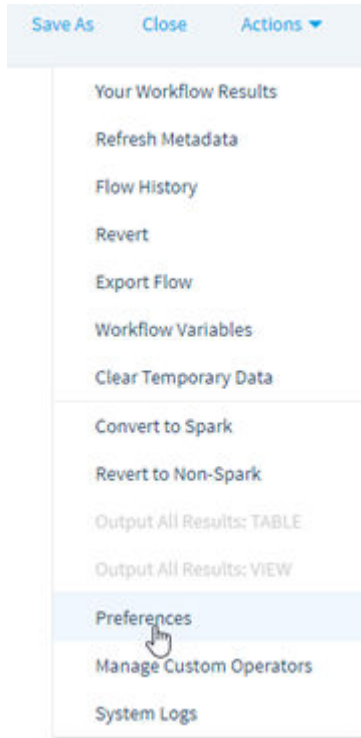 Save As Close Actions
Your Workflow Results
Refresh Metadata
Flow History
Revert
Export Flow
Workflow Variables
Clear Temporary Data
Convert to Spark
Revert to Non-Spark
Output All Results: TABLE
Output All Results: VIEW
Preferences
Manage Custom Operators
System Logs